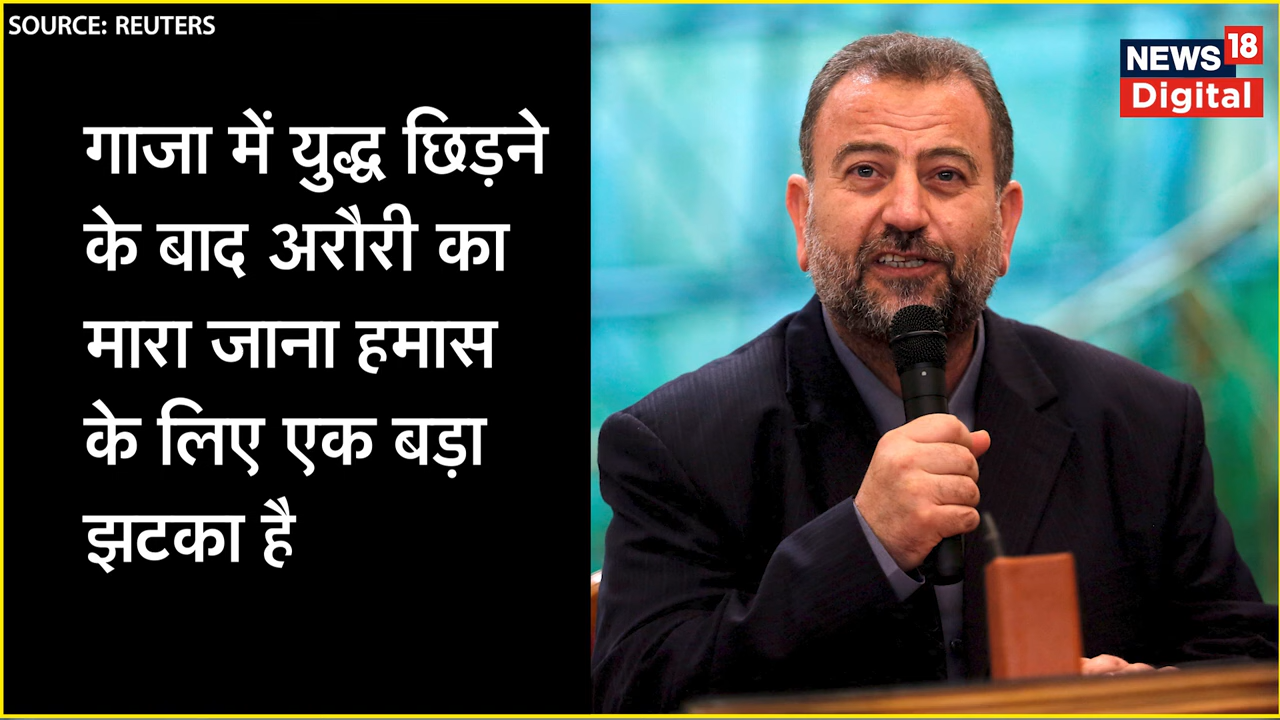 SOURCE: REUTERS
गाजा में युद्ध छिड़ने
के बाद अरौरी का
मारा जाना हमास
के लिए एक बड़ा
झटका है
NEWS 18
Digital